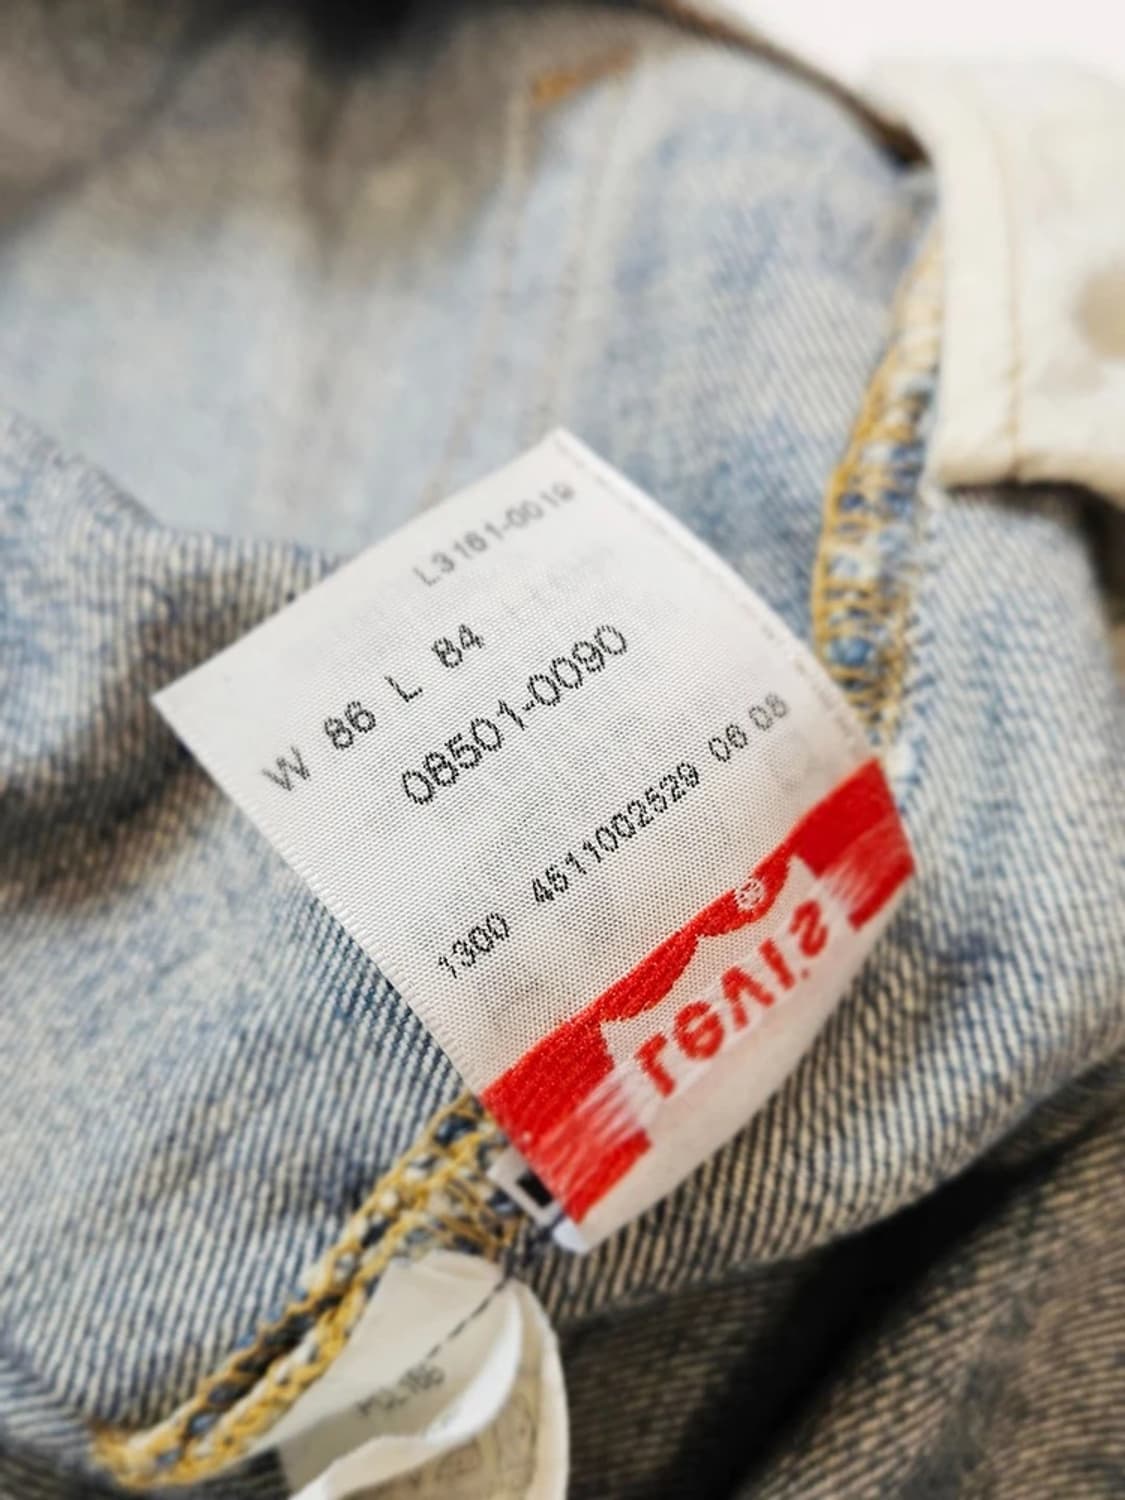 L3161-0019
W 86 L 84
08501-0090
1300 4511002529 06 08
Levi's
®